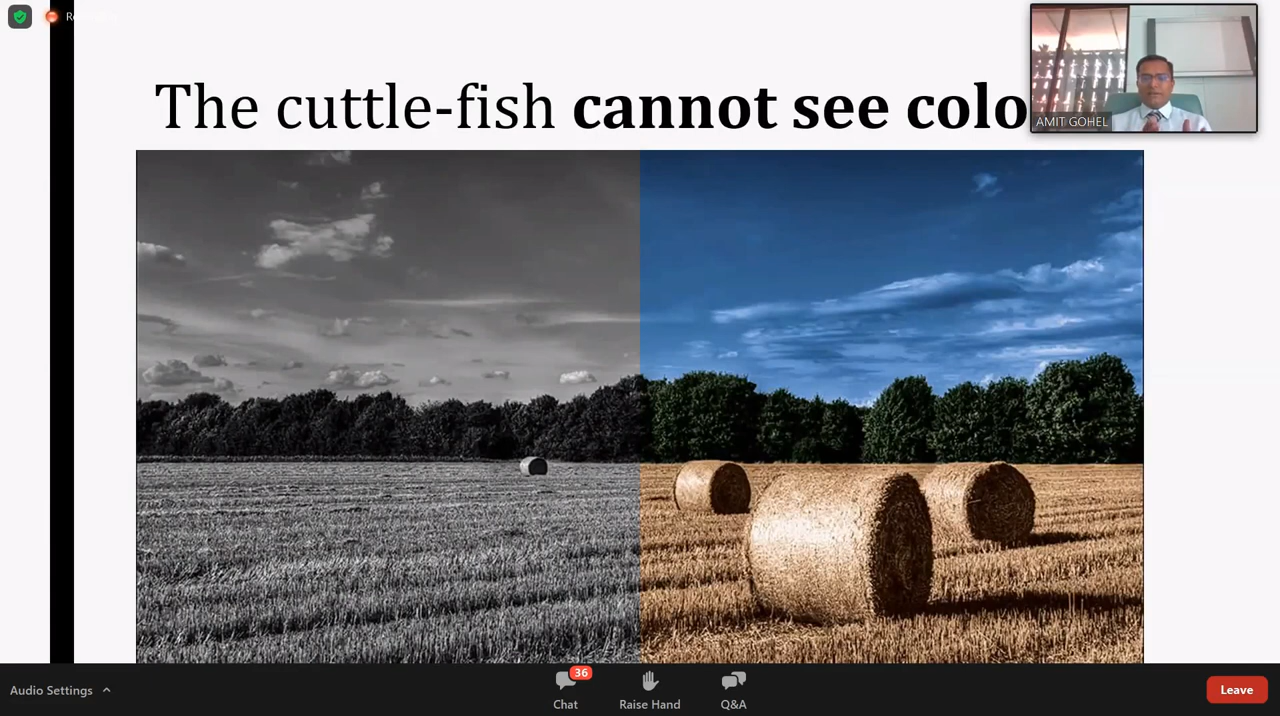 The cuttle-fish cannot see colo
AMIT GOHEL
Audio Settings
36
Chat
Raise Hand
Q&A
Leave